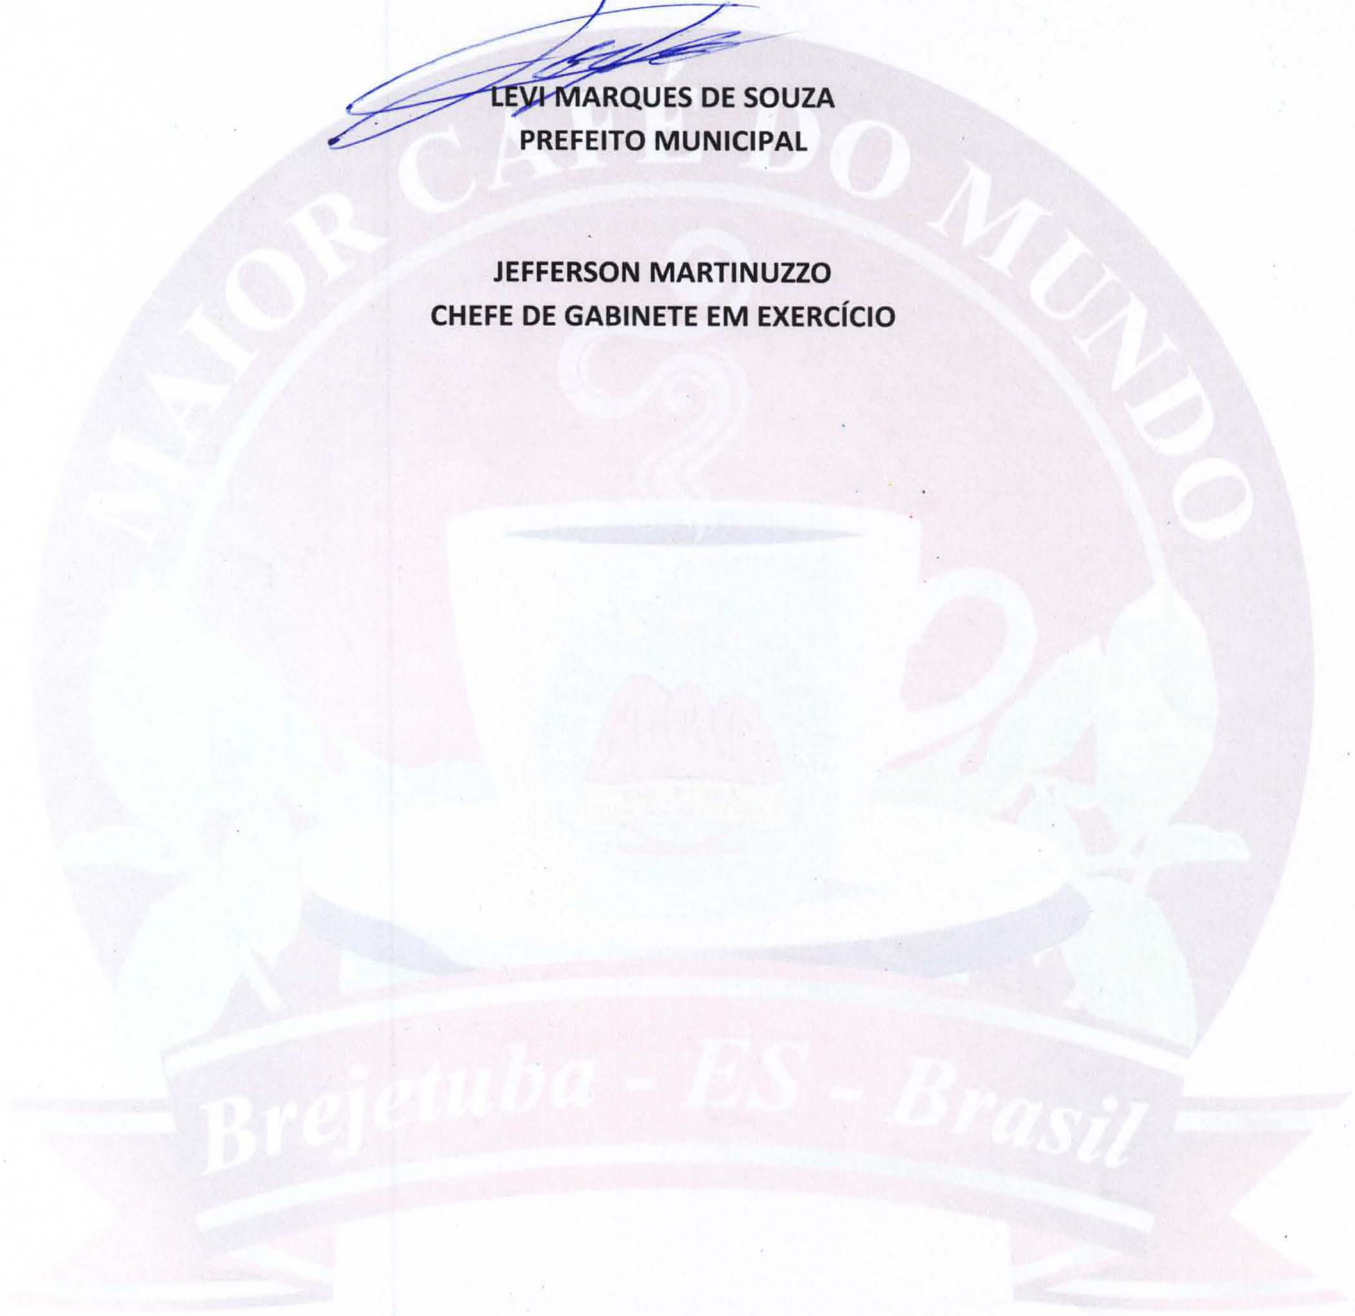 LEVI MARQUES DE SOUZA
PREFEITO MUNICIPAL
MAIOR CAFÉ DO MUNDO
JEFFERSON MARTINUZZO
CHEFE DE GABINETE EM EXERCÍCIO
Brejetuba - ES - Brasil